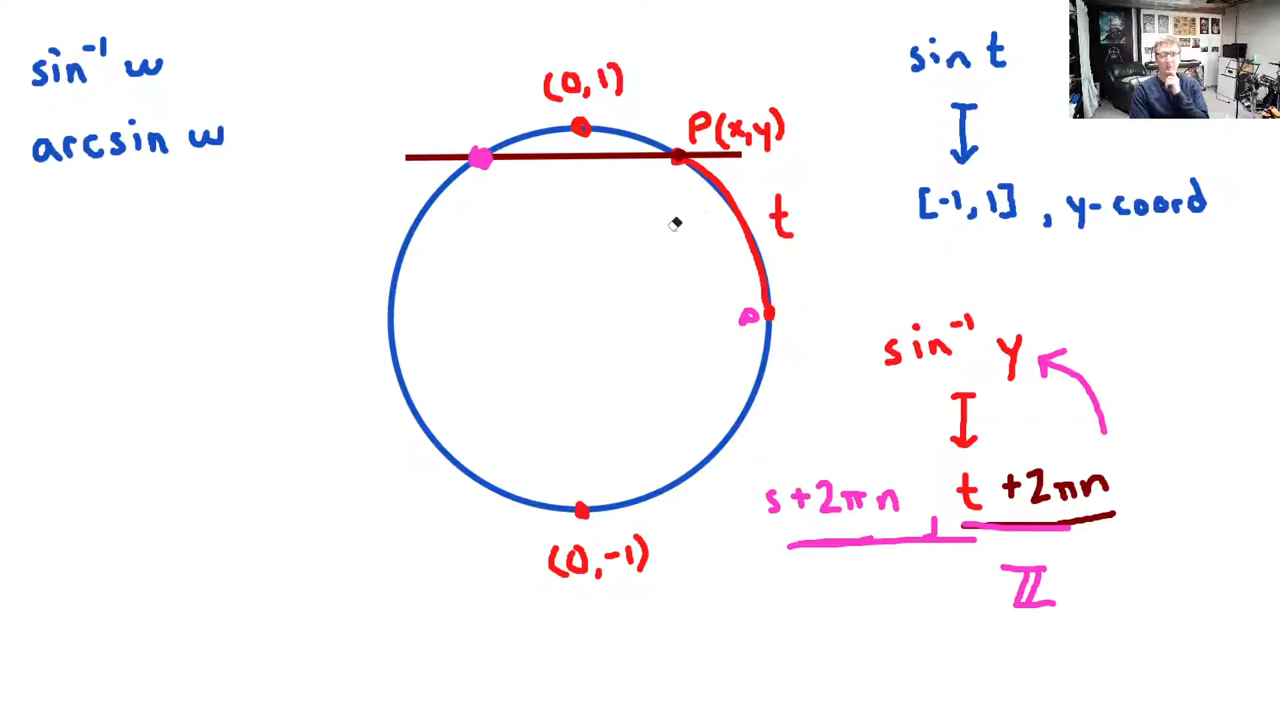 sin⁻¹ w
arcsin w
(0,1)
P(x,y)
t
(0,-1)
sin t
[-1,1] , y-coord
sin⁻¹ y
s+2πn
t +2πn
ℤ